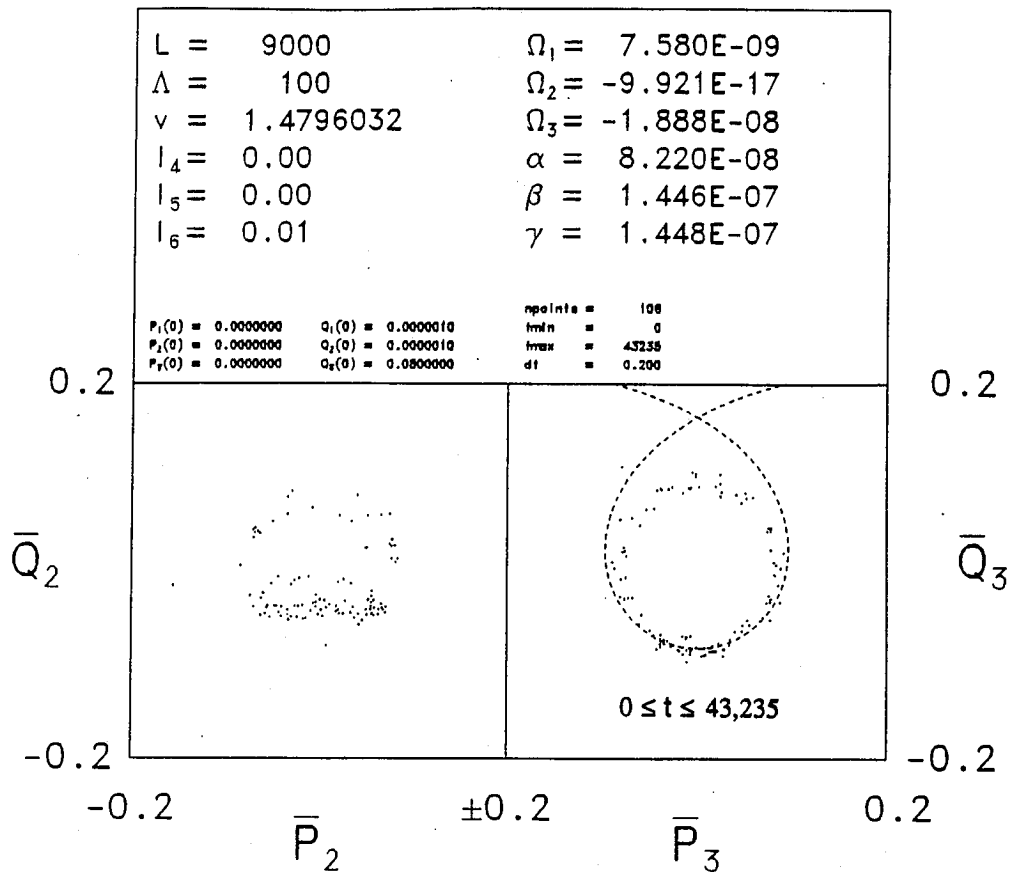 L = 9000 Ω₁ = 7.580E-09
Λ = 100 Ω₂ = -9.921E-17
v = 1.4796032 Ω₃ = -1.888E-08
I₄ = 0.00 α = 8.220E-08
I₅ = 0.00 β = 1.446E-07
I₆ = 0.01 γ = 1.448E-07
npoints = 106
P₁(0) = 0.0000000 Q₁(0) = 0.0000010 tmin = 0
P₂(0) = 0.0000000 Q₂(0) = 0.0000010 tmax = 43235
(0) = 0.0000000 (0) = 0.0800000 dt = 0.200
0.2 0.2
Q̅₂ Q̅₃
0 ≤ t ≤ 43,235
-0.2 -0.2
-0.2 ±0.2 0.2
P̅₂ P̅₃